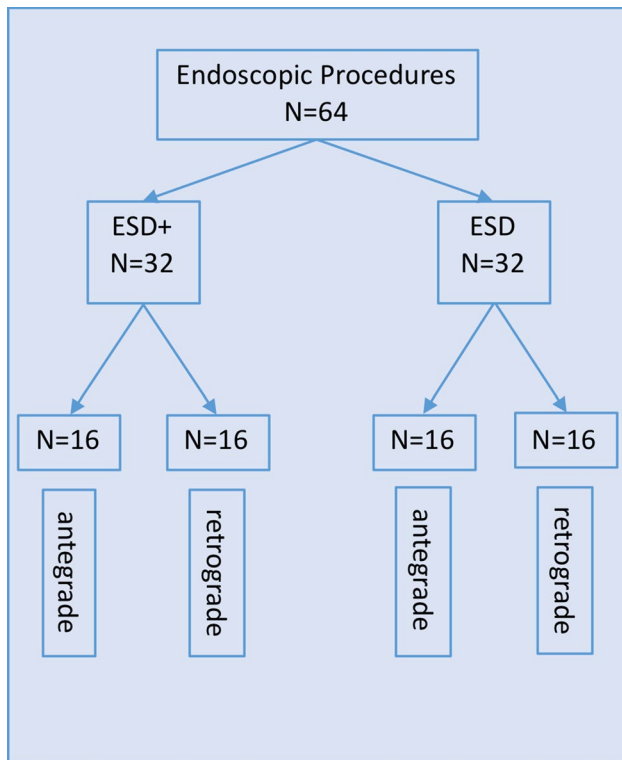 Endoscopic Procedures
N=64
ESD+
N=32
ESD
N=32
N=16
N=16
N=16
N=16
antegrade
retrograde
antegrade
retrograde